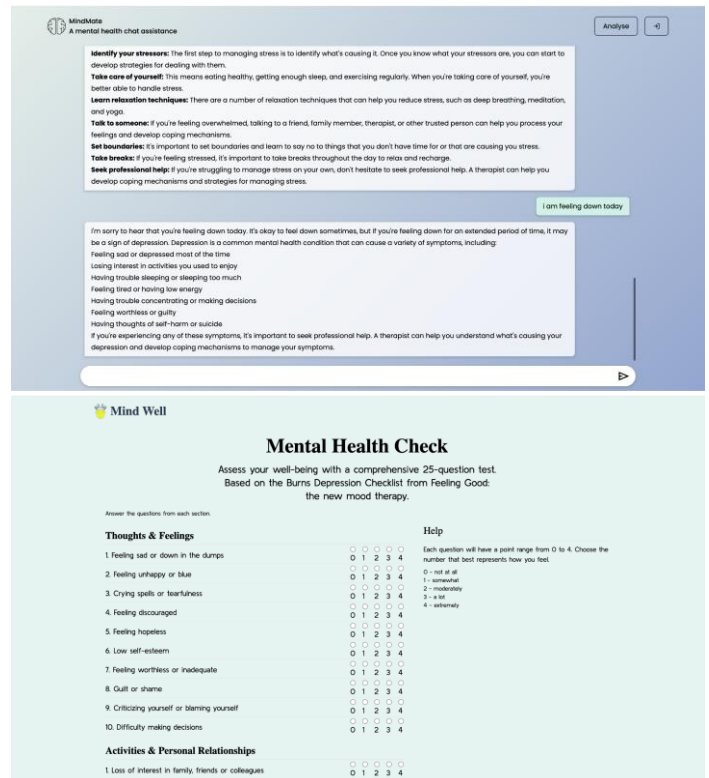 MindMate
A mental health chat assistance
Analyse
Identify your stressors: The first step to managing stress is to identify what's causing it. Once you know what your stressors are, you can start to
develop strategies for dealing with them.
Take care of yourself: This means eating healthy, getting enough sleep, and exercising regularly. When you're taking care of yourself, you're
better able to handle stress.
Learn relaxation techniques: There are a number of relaxation techniques that can help you reduce stress, such as deep breathing, meditation,
and yoga.
Talk to someone: If you're feeling overwhelmed, talking to a friend, family member, therapist, or other trusted person can help you process your
feelings and develop coping mechanisms.
Set boundaries: It's important to set boundaries and learn to say no to things that you don't have time for or that are causing you stress.
Take breaks: If you're feeling stressed, it's important to take breaks throughout the day to relax and recharge.
Seek professional help: If you're struggling to manage stress on your own, don't hesitate to seek professional help. A therapist can help you
develop coping mechanisms and strategies for managing stress.
i am feeling down today
I'm sorry to hear that you're feeling down today. It's okay to feel down sometimes, but if you're feeling down for an extended period of time, it may
be a sign of depression. Depression is a common mental health condition that can cause a variety of symptoms, including:
Feeling sad or depressed most of the time
Losing interest in activities you used to enjoy
Having trouble sleeping or sleeping too much
Feeling tired or having low energy
Having trouble concentrating or making decisions
Feeling worthless or guilty
Having thoughts of self-harm or suicide
If you're experiencing any of these symptoms, it's important to seek professional help. A therapist can help you understand what's causing your
depression and develop coping mechanisms to manage your symptoms.
Mind Well
Mental Health Check
Assess your well-being with a comprehensive 25-question test.
Based on the Burns Depression Checklist from Feeling Good:
the new mood therapy.
Answer the questions from each section.
Thoughts & Feelings
1. Feeling sad or down in the dumps
0 1 2 3 4
2. Feeling unhappy or blue
0 1 2 3 4
3. Crying spells or tearfulness
0 1 2 3 4
4. Feeling discouraged
0 1 2 3 4
5. Feeling hopeless
0 1 2 3 4
6. Low self-esteem
0 1 2 3 4
7. Feeling worthless or inadequate
0 1 2 3 4
8. Guilt or shame
0 1 2 3 4
9. Criticizing yourself or blaming yourself
0 1 2 3 4
10. Difficulty making decisions
0 1 2 3 4
Activities & Personal Relationships
1. Loss of interest in family, friends or colleagues
0 1 2 3 4
Help
Each question will have a point range from 0 to 4. Choose the
number that best represents how you feel.
0 - not at all
1 - somewhat
2 - moderately
3 - a lot
4 - extremely